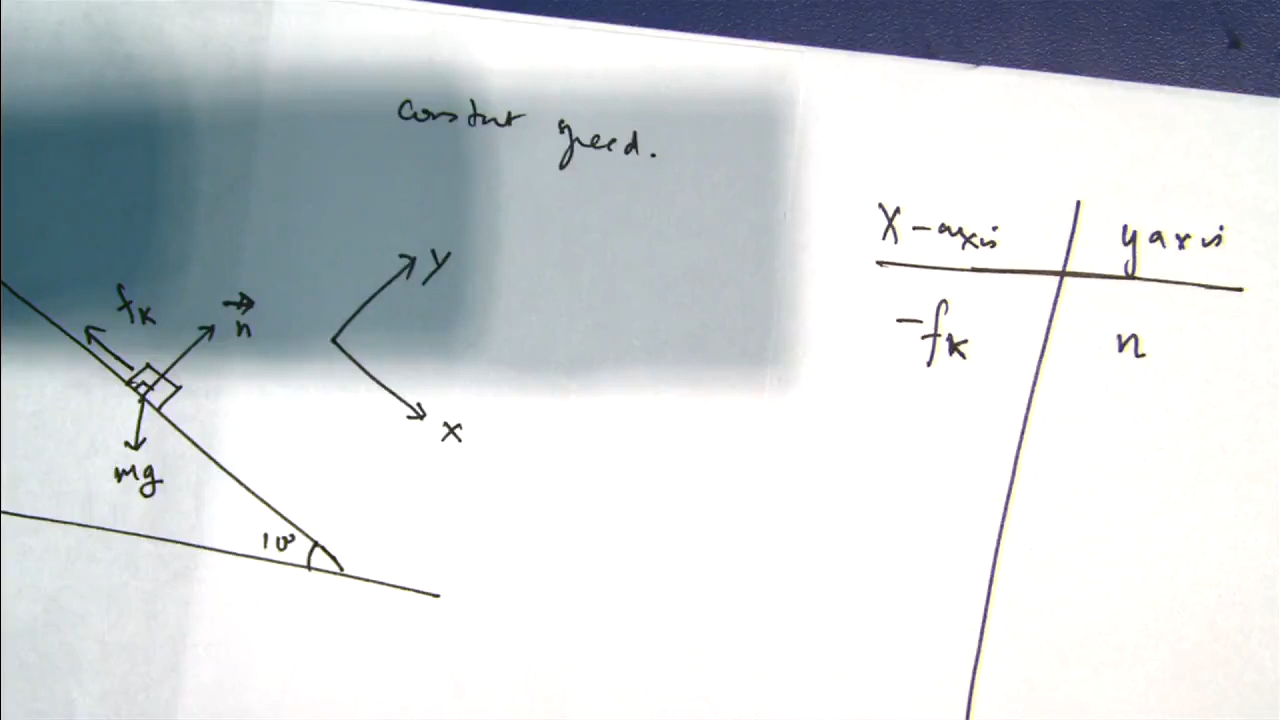 constant speed.
X-axis
y axis
-fk
n
fk
n
y
x
mg
10°